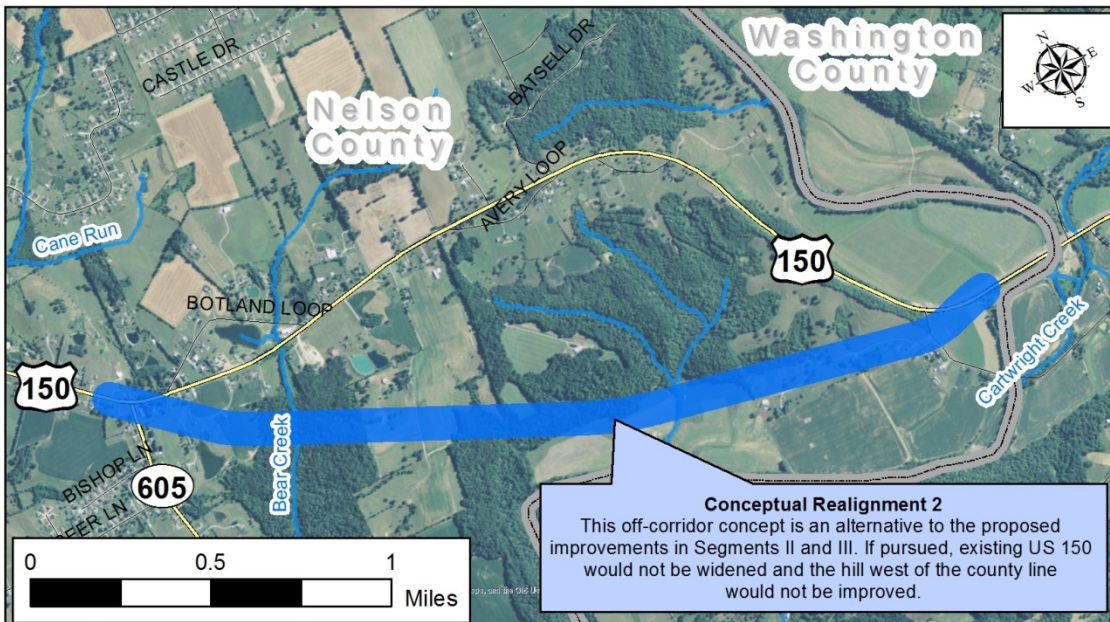 Washington
County
N
E
W
S
CASTLE DR
BATSELL DR
Nelson
County
AVERY LOOP
Cane Run
150
BOTLAND LOOP
Cartwright Creek
150
Bear Creek
BISHOP LN
605
Conceptual Realignment 2
This off-corridor concept is an alternative to the proposed
improvements in Segments II and III. If pursued, existing US 150
would not be widened and the hill west of the county line
would not be improved.
0 0.5 1
Miles